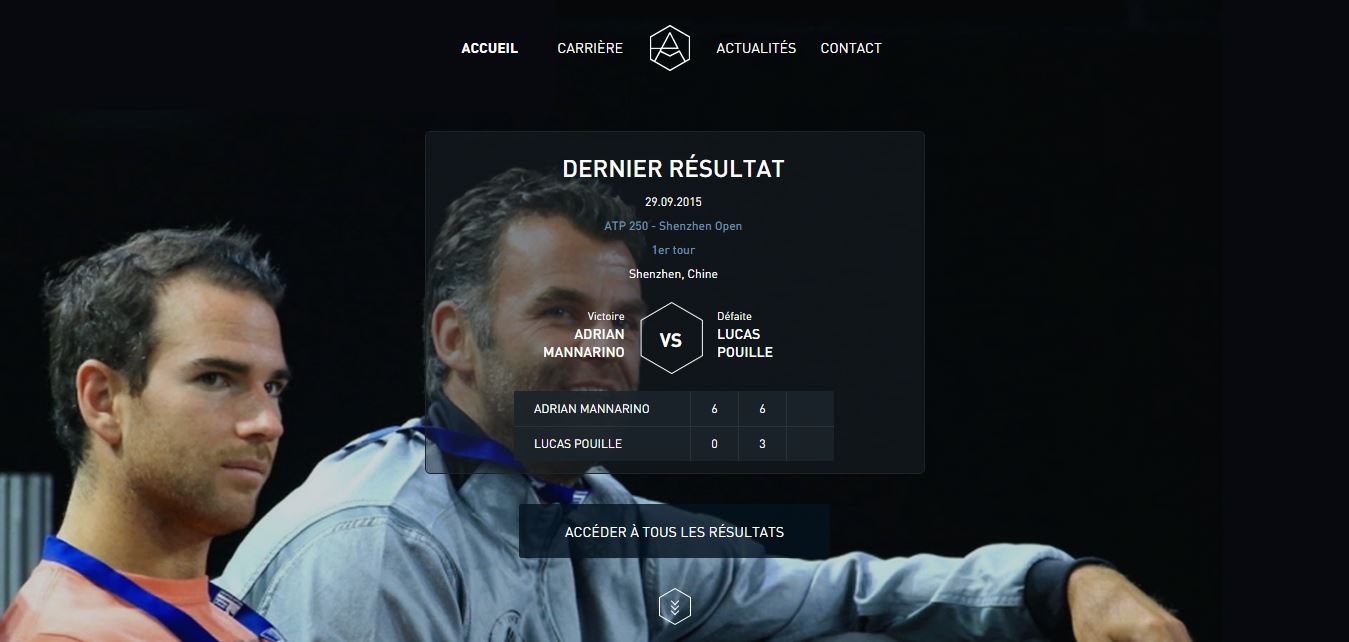 ACCUEIL CARRIÈRE ACTUALITÉS CONTACT
DERNIER RÉSULTAT
29.09.2015
ATP 250 - Shenzhen Open
1er tour
Shenzhen, Chine
Victoire
ADRIAN
MANNARINO
VS
Défaite
LUCAS
POUILLE
ADRIAN MANNARINO 6 6
LUCAS POUILLE 0 3
ACCÉDER À TOUS LES RÉSULTATS